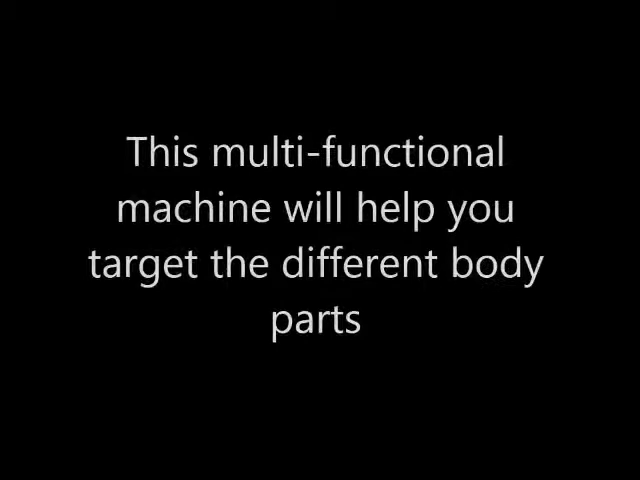 This multi-functional
machine will help you
target the different body
parts